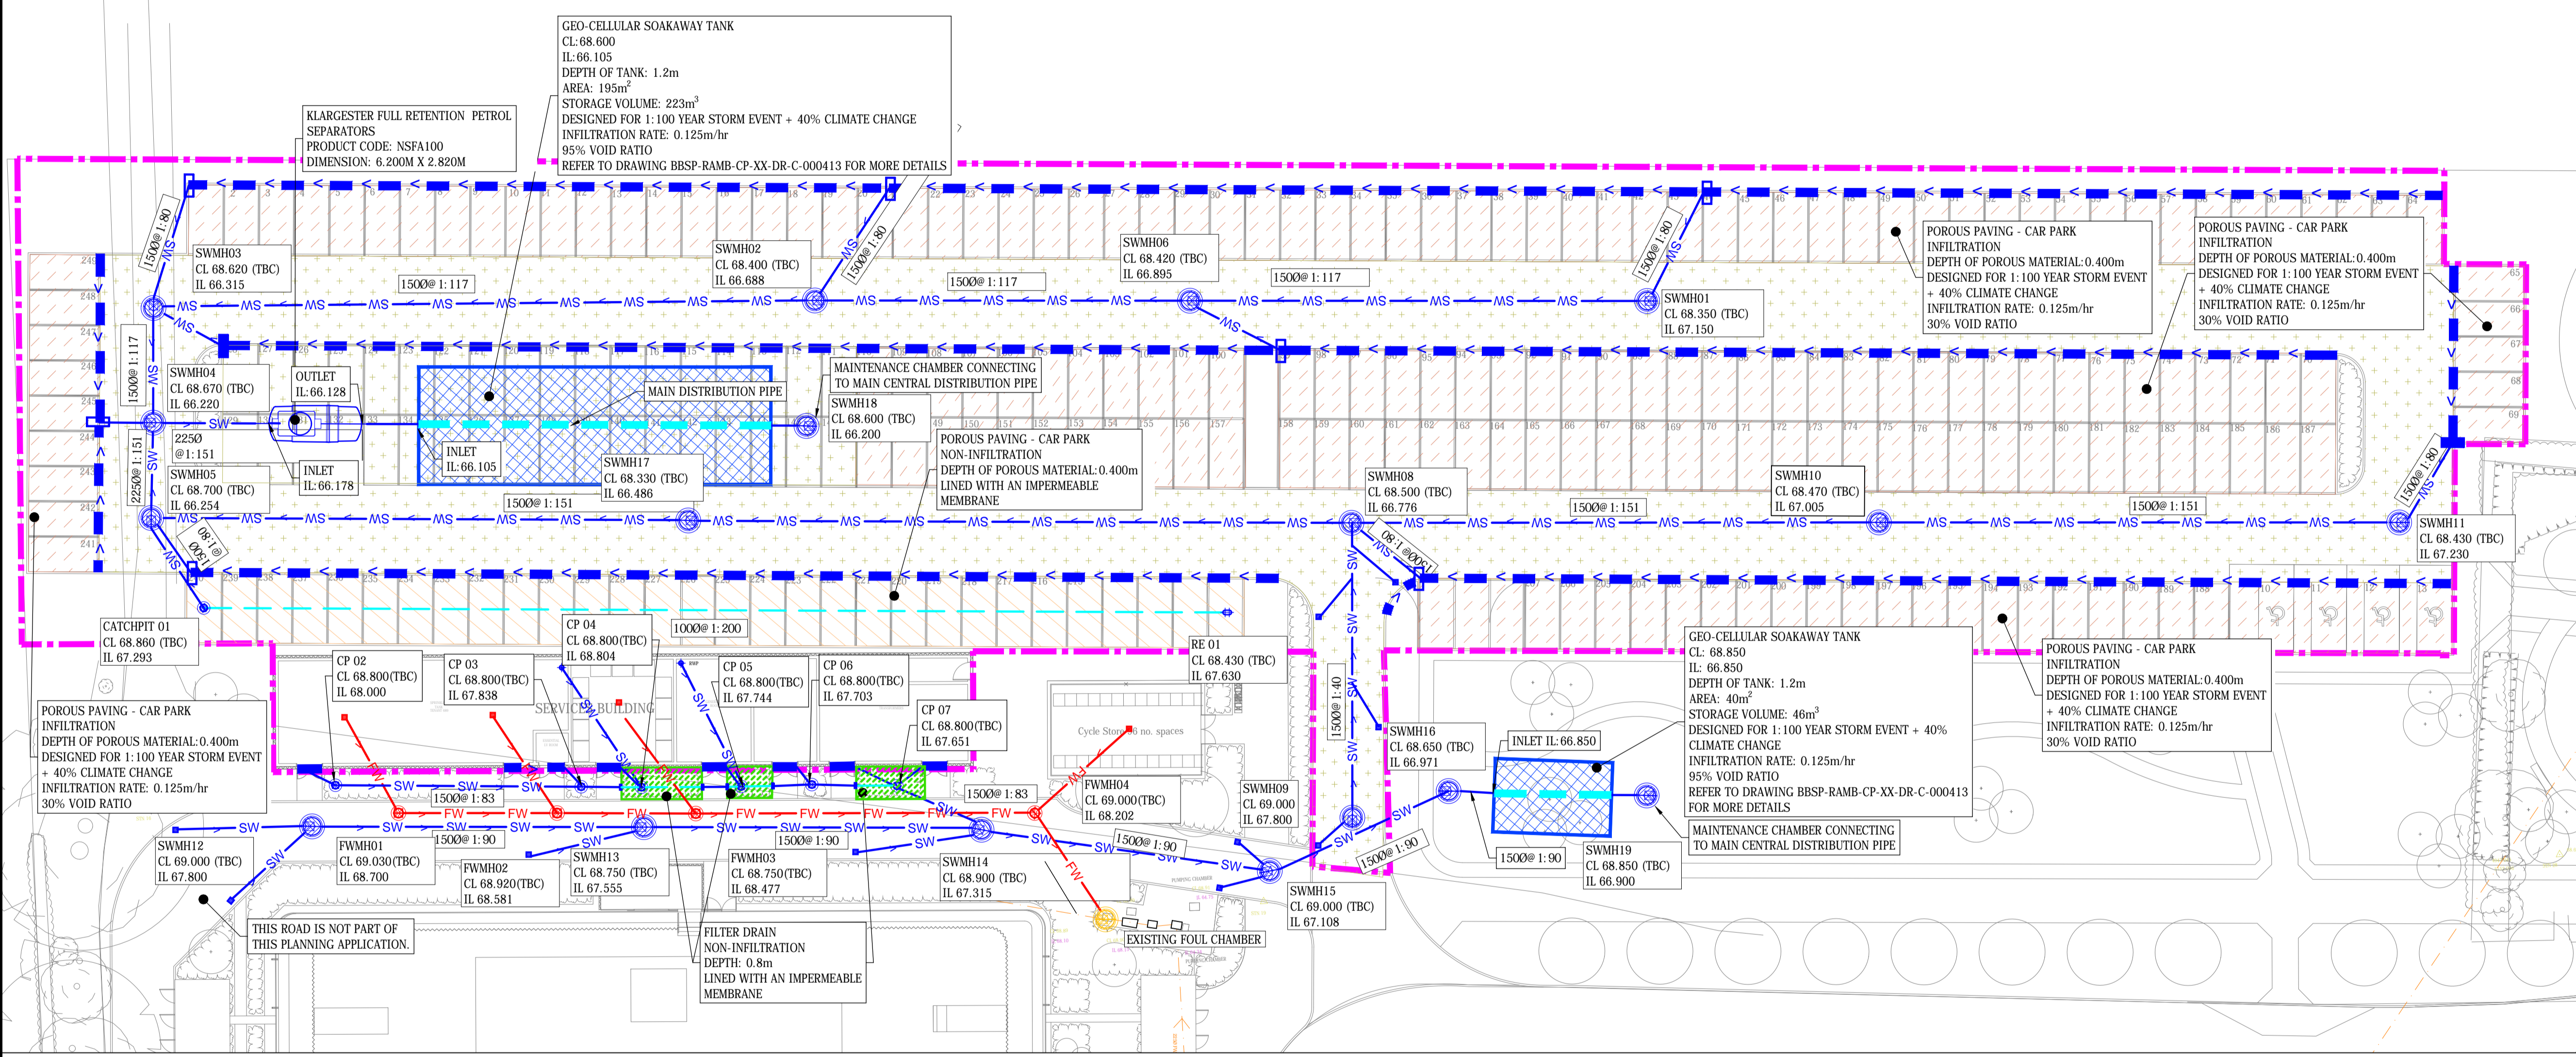 GEO-CELLULAR SOAKAWAY TANK
CL:68.600
IL:66.105
DEPTH OF TANK: 1.2m
AREA: 195m²
STORAGE VOLUME: 223m³
DESIGNED FOR 1:100 YEAR STORM EVENT + 40% CLIMATE CHANGE
INFILTRATION RATE: 0.125m/hr
95% VOID RATIO
REFER TO DRAWING BBSP-RAMB-CP-XX-DR-C-000413 FOR MORE DETAILS
KLARGESTER FULL RETENTION PETROL
SEPARATORS
PRODUCT CODE: NSFA100
DIMENSION: 6.200M X 2.820M
150Ø@1:80
SWMH03
CL 68.620 (TBC)
IL 66.315
150Ø@1:117
SWMH02
CL 68.400 (TBC)
IL 66.688
150Ø@1:80
150Ø@1:117
SWMH06
CL 68.420 (TBC)
IL 66.895
150Ø@1:117
150Ø@1:80
SWMH01
CL 68.350 (TBC)
IL 67.150
POROUS PAVING - CAR PARK
INFILTRATION
DEPTH OF POROUS MATERIAL:0.400m
DESIGNED FOR 1:100 YEAR STORM EVENT
+ 40% CLIMATE CHANGE
INFILTRATION RATE: 0.125m/hr
30% VOID RATIO
POROUS PAVING - CAR PARK
INFILTRATION
DEPTH OF POROUS MATERIAL:0.400m
DESIGNED FOR 1:100 YEAR STORM EVENT
+ 40% CLIMATE CHANGE
INFILTRATION RATE: 0.125m/hr
30% VOID RATIO
150Ø@1:117
SWMH04
CL 68.670 (TBC)
IL 66.220
OUTLET
IL:66.128
MAIN DISTRIBUTION PIPE
MAINTENANCE CHAMBER CONNECTING
TO MAIN CENTRAL DISTRIBUTION PIPE
SWMH18
CL 68.600 (TBC)
IL 66.200
225Ø@1:151
225Ø
@1:151
INLET
IL:66.178
INLET
IL:66.105
SWMH05
CL 68.700 (TBC)
IL 66.254
SWMH17
CL 68.330 (TBC)
IL 66.486
150Ø@1:151
POROUS PAVING - CAR PARK
NON-INFILTRATION
DEPTH OF POROUS MATERIAL:0.400m
LINED WITH AN IMPERMEABLE
MEMBRANE
SWMH08
CL 68.500 (TBC)
IL 66.776
150Ø@1:151
SWMH10
CL 68.470 (TBC)
IL 67.005
150Ø@1:151
150Ø@1:80
SWMH11
CL 68.430 (TBC)
IL 67.230
150Ø
@1:80
150Ø@1:80
CATCHPIT 01
CL 68.860 (TBC)
IL 67.293
100Ø@1:200
CP 02
CL 68.800(TBC)
IL 68.000
CP 03
CL 68.800(TBC)
IL 67.838
CP 04
CL 68.800(TBC)
IL 68.804
CP 05
CL 68.800(TBC)
IL 67.744
CP 06
CL 68.800(TBC)
IL 67.703
CP 07
CL 68.800(TBC)
IL 67.651
RE 01
CL 68.430 (TBC)
IL 67.630
SERVICE BUILDING
150Ø@1:40
SWMH16
CL 68.650 (TBC)
IL 66.971
INLET IL:66.850
GEO-CELLULAR SOAKAWAY TANK
CL: 68.850
IL: 66.850
DEPTH OF TANK: 1.2m
AREA: 40m²
STORAGE VOLUME: 46m³
DESIGNED FOR 1:100 YEAR STORM EVENT + 40%
CLIMATE CHANGE
INFILTRATION RATE: 0.125m/hr
95% VOID RATIO
REFER TO DRAWING BBSP-RAMB-CP-XX-DR-C-000413
FOR MORE DETAILS
POROUS PAVING - CAR PARK
INFILTRATION
DEPTH OF POROUS MATERIAL:0.400m
DESIGNED FOR 1:100 YEAR STORM EVENT
+ 40% CLIMATE CHANGE
INFILTRATION RATE: 0.125m/hr
30% VOID RATIO
POROUS PAVING - CAR PARK
INFILTRATION
DEPTH OF POROUS MATERIAL:0.400m
DESIGNED FOR 1:100 YEAR STORM EVENT
+ 40% CLIMATE CHANGE
INFILTRATION RATE: 0.125m/hr
30% VOID RATIO
Cycle Store no. spaces
150Ø@1:83
150Ø@1:83
FWMH04
CL 69.000(TBC)
IL 68.202
SWMH09
CL 69.000
IL 67.800
SWMH12
CL 69.000 (TBC)
IL 67.800
FWMH01
CL 69.030(TBC)
IL 68.700
150Ø@1:90
FWMH02
CL 68.920(TBC)
IL 68.581
SWMH13
CL 68.750 (TBC)
IL 67.555
FWMH03
CL 68.750(TBC)
IL 68.477
150Ø@1:90
SWMH14
CL 68.900 (TBC)
IL 67.315
150Ø@1:90
150Ø@1:90
150Ø@1:90
SWMH15
CL 69.000 (TBC)
IL 67.108
SWMH19
CL 68.850 (TBC)
IL 66.900
MAINTENANCE CHAMBER CONNECTING
TO MAIN CENTRAL DISTRIBUTION PIPE
THIS ROAD IS NOT PART OF
THIS PLANNING APPLICATION.
FILTER DRAIN
NON-INFILTRATION
DEPTH: 0.8m
LINED WITH AN IMPERMEABLE
MEMBRANE
PUMPING CHAMBER
EXISTING FOUL CHAMBER